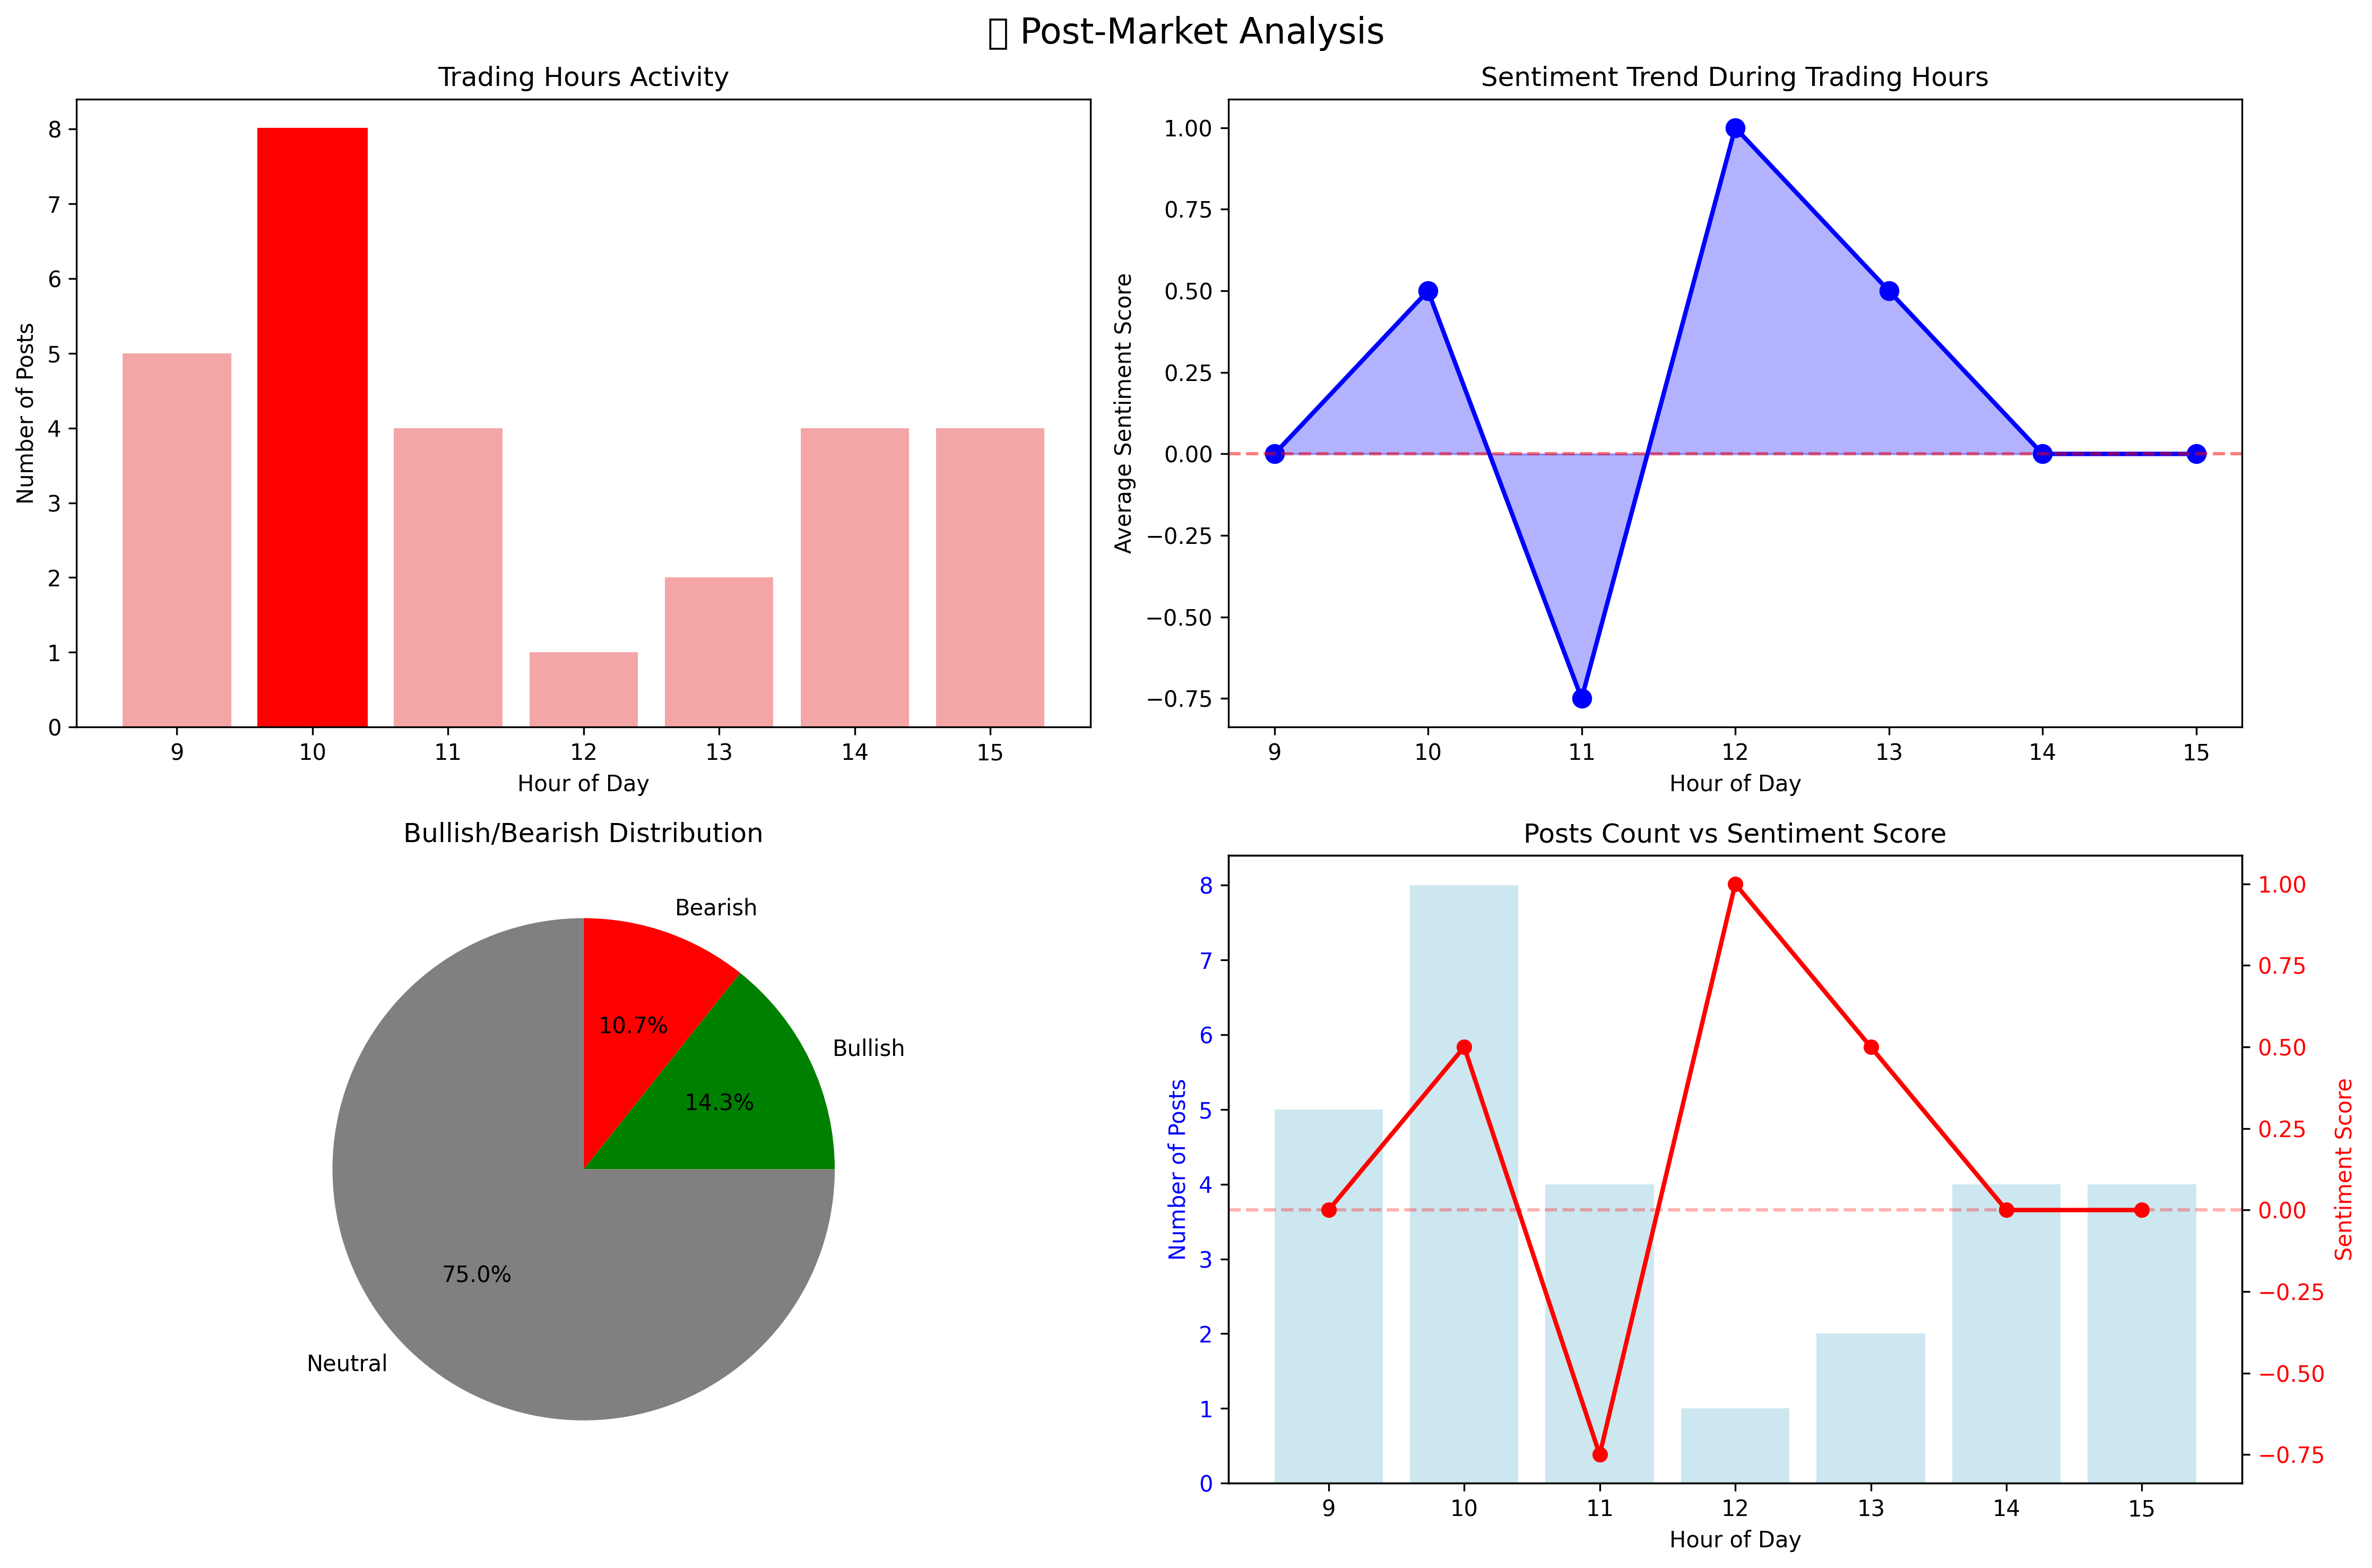 ▯ Post-Market Analysis
Trading Hours Activity
Number of Posts
8
7
6
5
4
3
2
1
0
9 10 11 12 13 14 15
Hour of Day
Sentiment Trend During Trading Hours
Average Sentiment Score
1.00
0.75
0.50
0.25
0.00
−0.25
−0.50
−0.75
9 10 11 12 13 14 15
Hour of Day
Bullish/Bearish Distribution
Bearish
10.7%
Bullish
14.3%
75.0%
Neutral
Posts Count vs Sentiment Score
Number of Posts
8
7
6
5
4
3
2
1
0
1.00
0.75
0.50
0.25
0.00
−0.25
−0.50
−0.75
Sentiment Score
9 10 11 12 13 14 15
Hour of Day